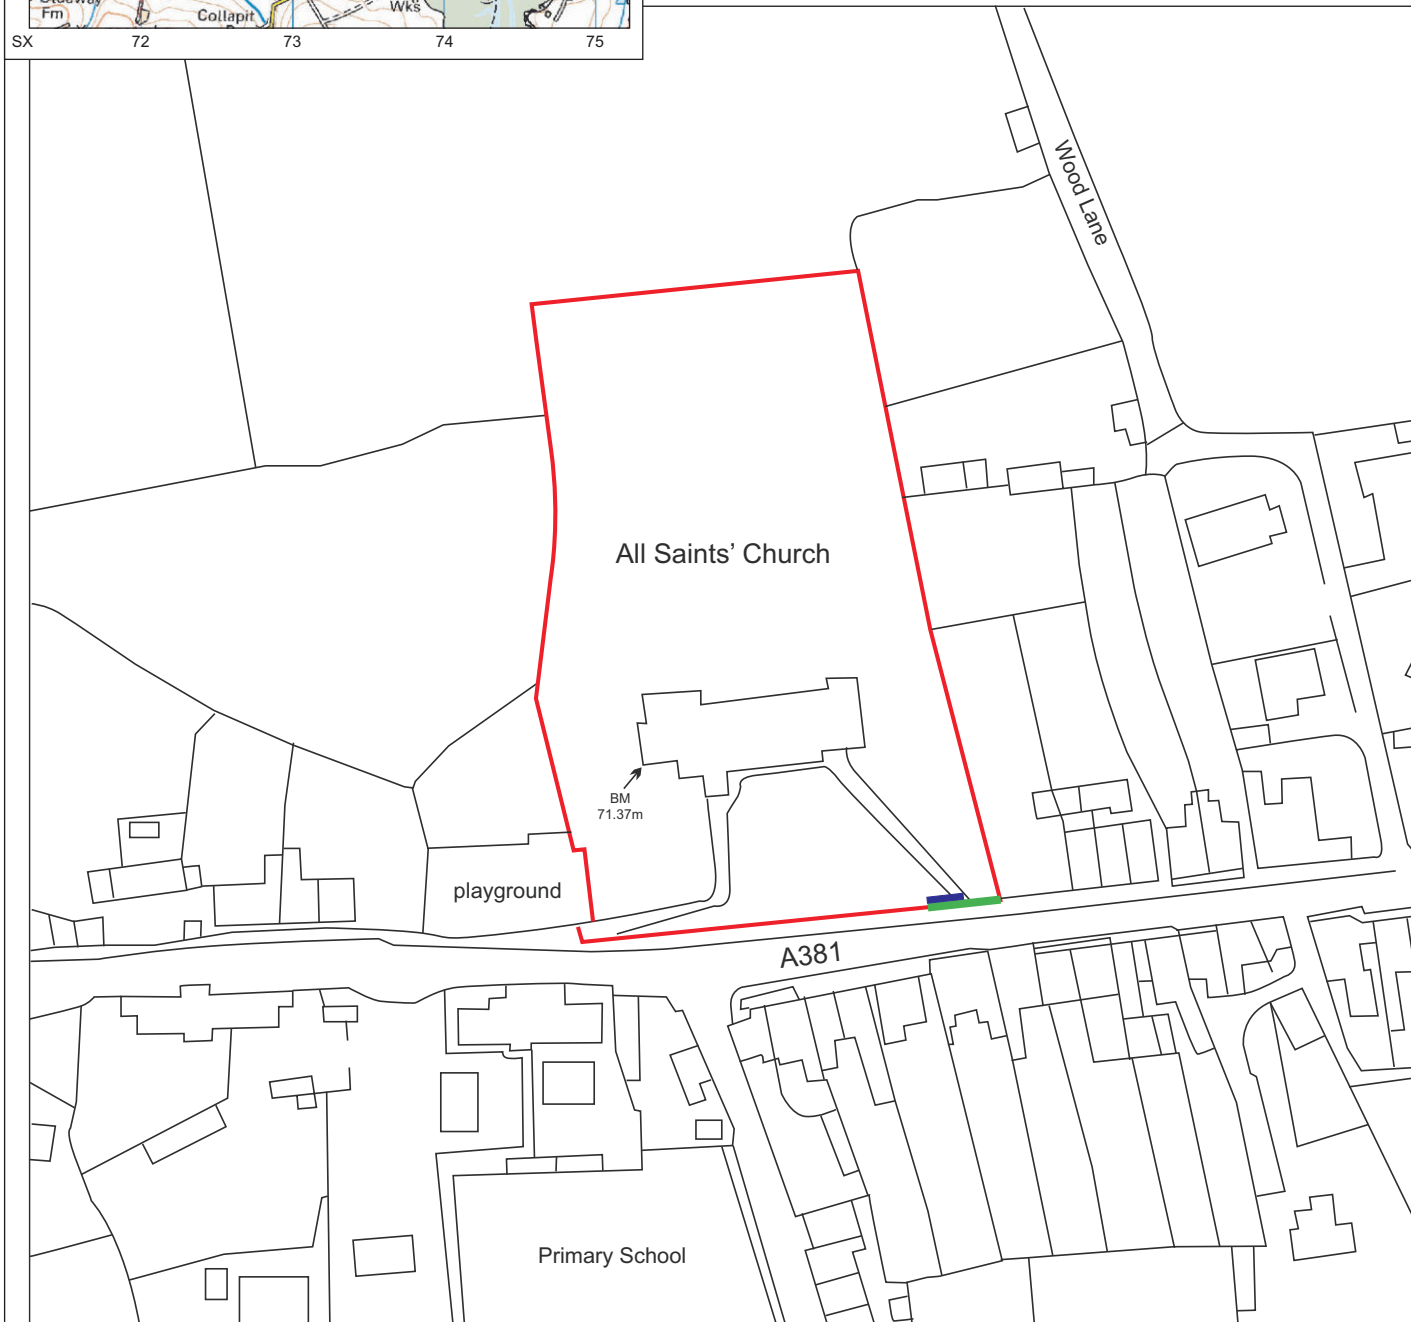 Fm
Collapit
Wks
SX 72 73 74 75
Wood Lane
All Saints’ Church
BM
71.37m
playground
A381
Primary School